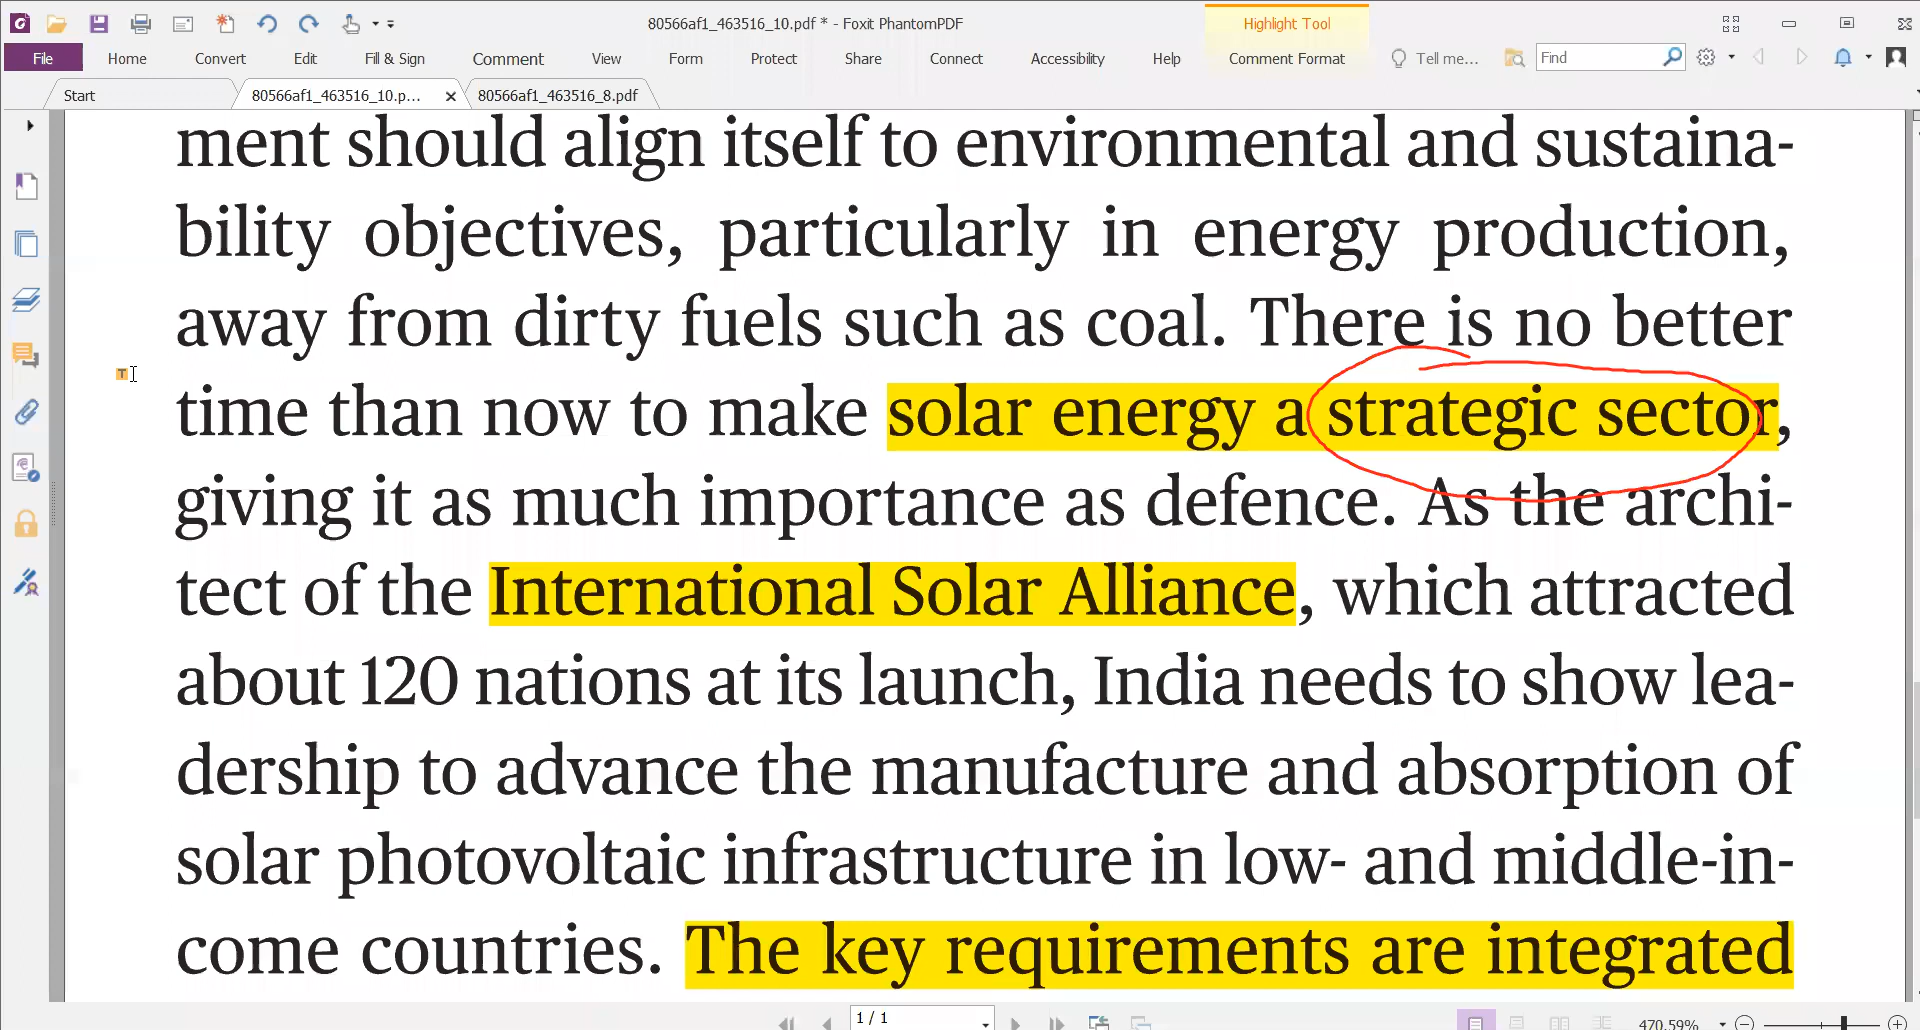 80566af1_463516_10.pdf * - Foxit PhantomPDF
Highlight Tool
File Home Convert Edit Fill & Sign Comment View Form Protect Share Connect Accessibility Help Comment Format Tell me... Find
Start 80566af1_463516_10.p... 80566af1_463516_8.pdf
ment should align itself to environmental and sustaina-
bility objectives, particularly in energy production,
away from dirty fuels such as coal. There is no better
time than now to make solar energy a strategic sector,
giving it as much importance as defence. As the archi-
tect of the International Solar Alliance, which attracted
about 120 nations at its launch, India needs to show lea-
dership to advance the manufacture and absorption of
solar photovoltaic infrastructure in low- and middle-in-
come countries. The key requirements are integrated
1 / 1 470.59%